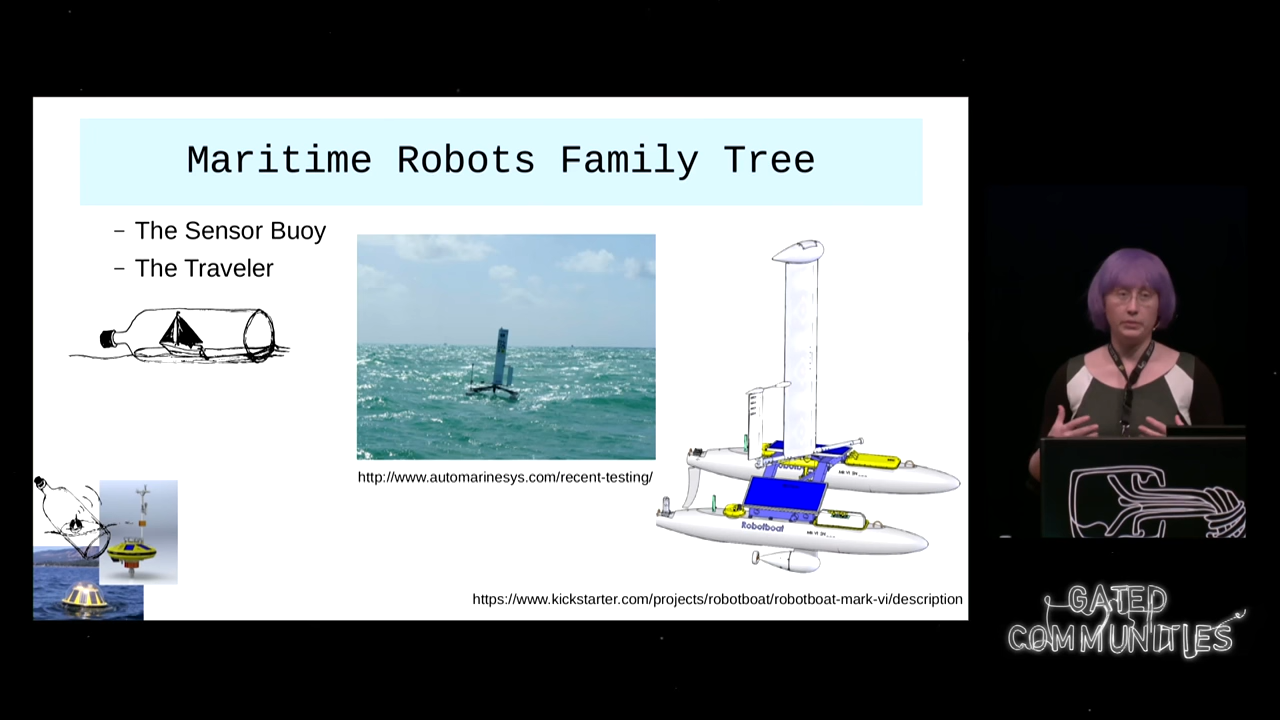 Maritime Robots Family Tree
– The Sensor Buoy
– The Traveler
http://www.automarinesys.com/recent-testing/
Robotboat
https://www.kickstarter.com/projects/robotboat/robotboat-mark-vi/description
GATED
COMMUNITIES